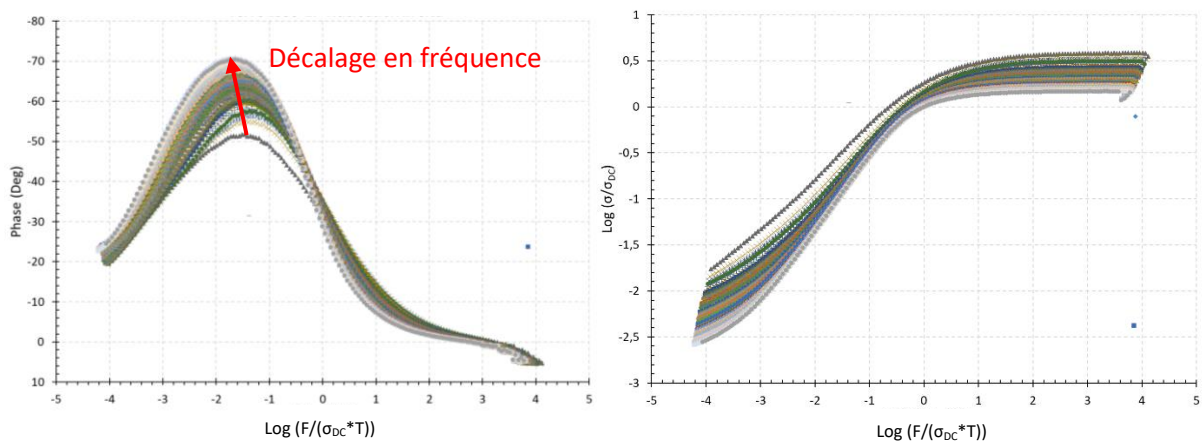 -80
-70
-60
-50
-40
-30
-20
-10
0
10
Phase (Deg)
Décalage en fréquence
-5 -4 -3 -2 -1 0 1 2 3 4 5
Log (F/(σDC*T))
1
0,5
0
-0,5
-1
-1,5
-2
-2,5
-3
Log (σ/σDC)
-5 -4 -3 -2 -1 0 1 2 3 4 5
Log (F/(σDC*T))